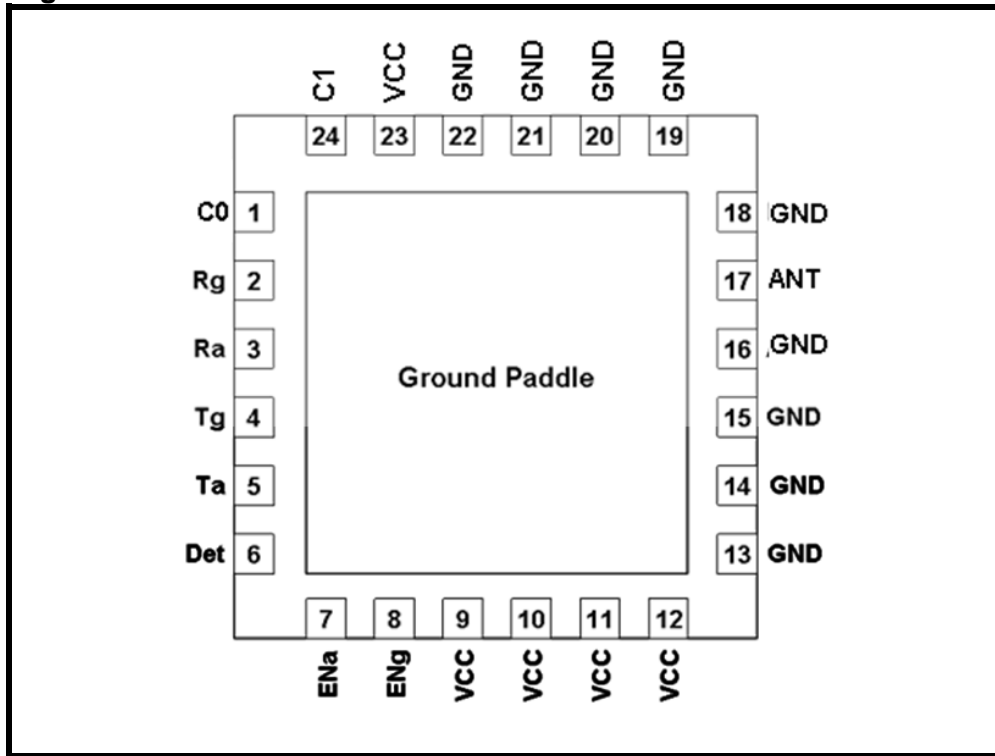 C1 VCC GND GND GND GND
24 23 22 21 20 19
C0 1 18 GND
Rg 2 17 ANT
Ra 3 16 GND
Ground Paddle
Tg 4 15 GND
Ta 5 14 GND
Det 6 13 GND
7 8 9 10 11 12
ENa ENg VCC VCC VCC VCC